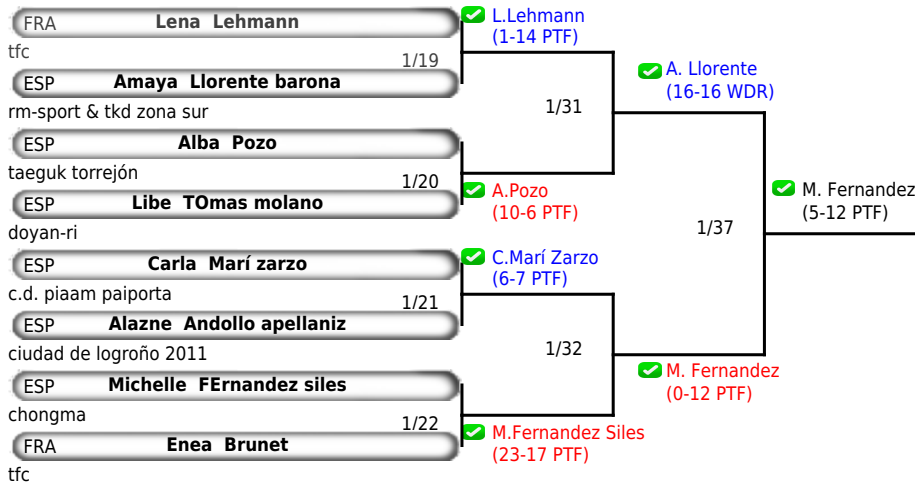 FRA Lena Lehmann
tfc
1/19
ESP Amaya Llorente barona
rm-sport & tkd zona sur
ESP Alba Pozo
taeguk torrejón
1/20
ESP Libe TOmas molano
doyan-ri
ESP Carla Marí zarzo
c.d. piaam paiporta
1/21
ESP Alazne Andollo apellaniz
ciudad de logroño 2011
ESP Michelle FErnandez siles
chongma
1/22
FRA Enea Brunet
tfc
L.Lehmann
(1-14 PTF)
1/31
A.Pozo
(10-6 PTF)
C.Marí Zarzo
(6-7 PTF)
1/32
M.Fernandez Siles
(23-17 PTF)
A. Llorente
(16-16 WDR)
1/37
M. Fernandez
(0-12 PTF)
M. Fernandez
(5-12 PTF)